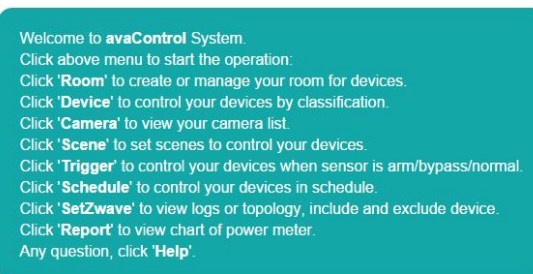 Welcome to avaControl System.
Click above menu to start the operation:
Click 'Room' to create or manage your room for devices.
Click 'Device' to control your devices by classification.
Click 'Camera' to view your camera list.
Click 'Scene' to set scenes to control your devices.
Click 'Trigger' to control your devices when sensor is arm/bypass/normal.
Click 'Schedule' to control your devices in schedule.
Click 'SetZwave' to view logs or topology, include and exclude device.
Click 'Report' to view chart of power meter.
Any question, click 'Help'.